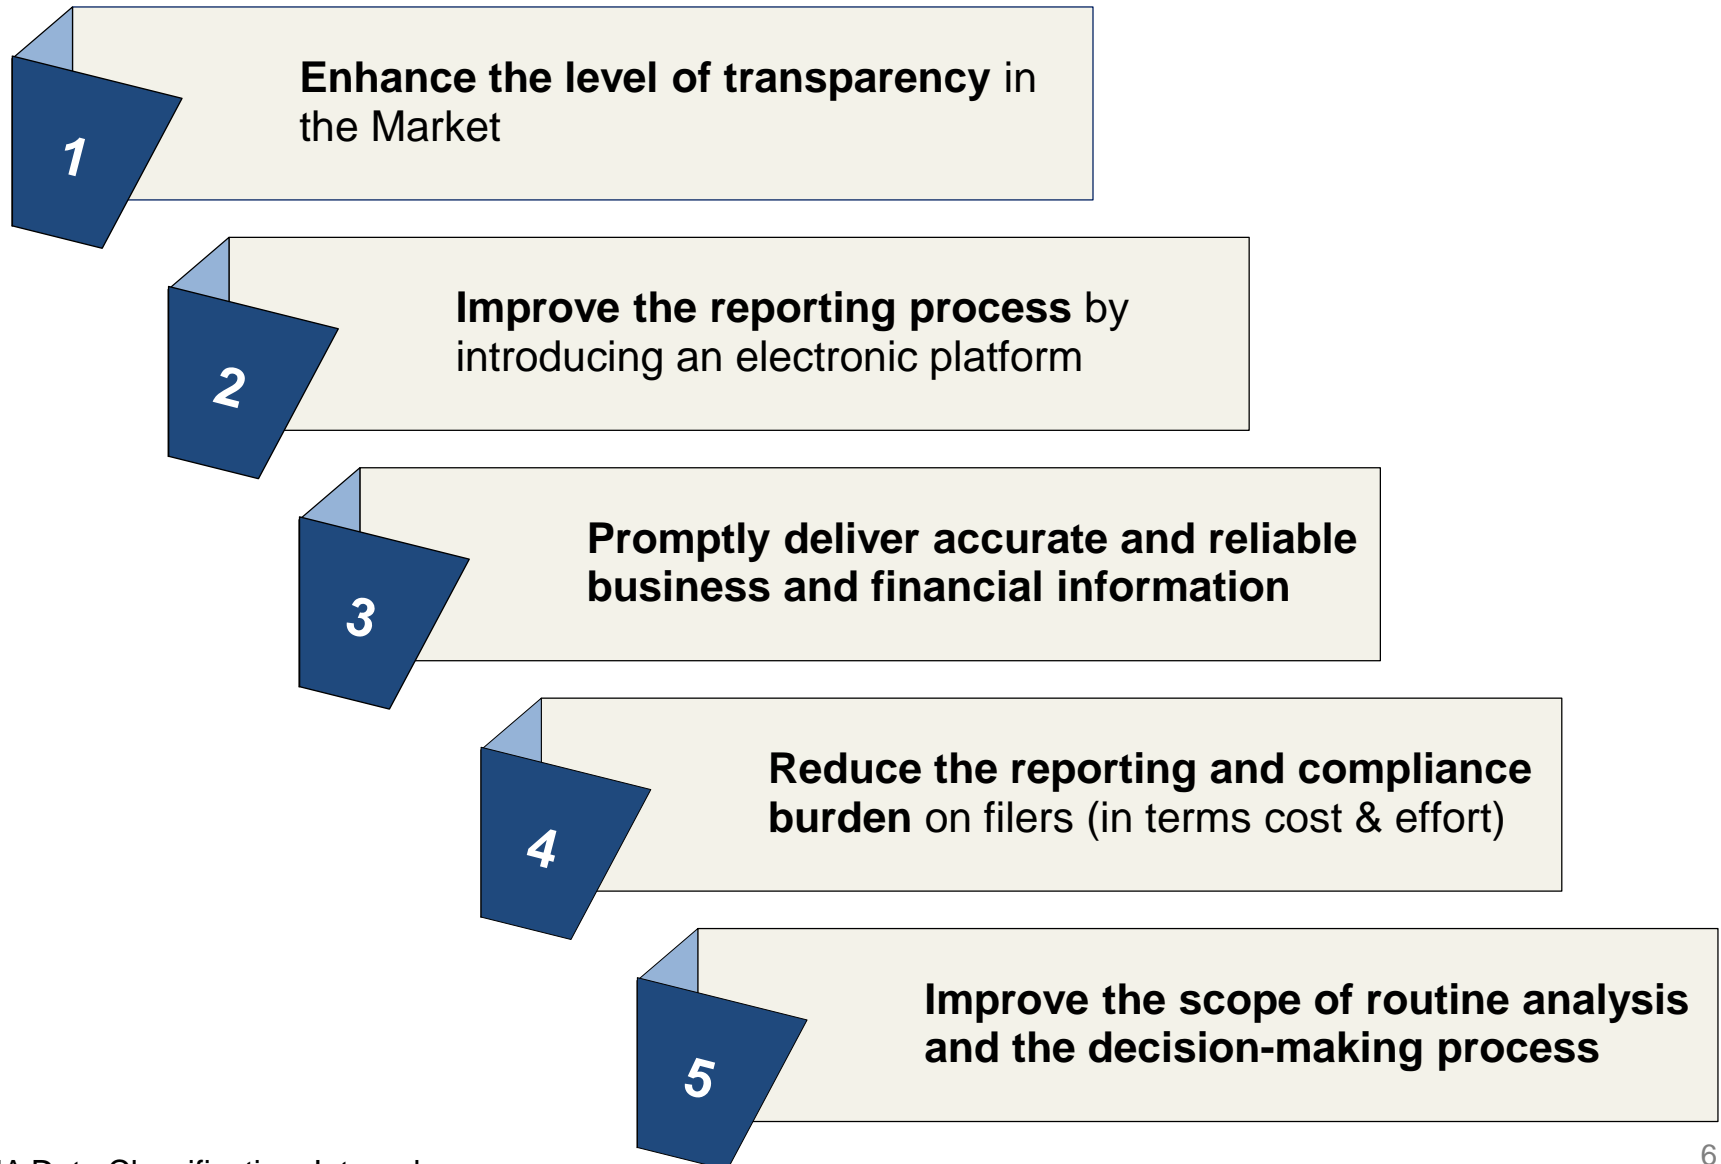 Enhance the level of transparency in
the Market
1
Improve the reporting process by
introducing an electronic platform
2
Promptly deliver accurate and reliable
business and financial information
3
Reduce the reporting and compliance
burden on filers (in terms cost & effort)
4
Improve the scope of routine analysis
and the decision-making process
5
6